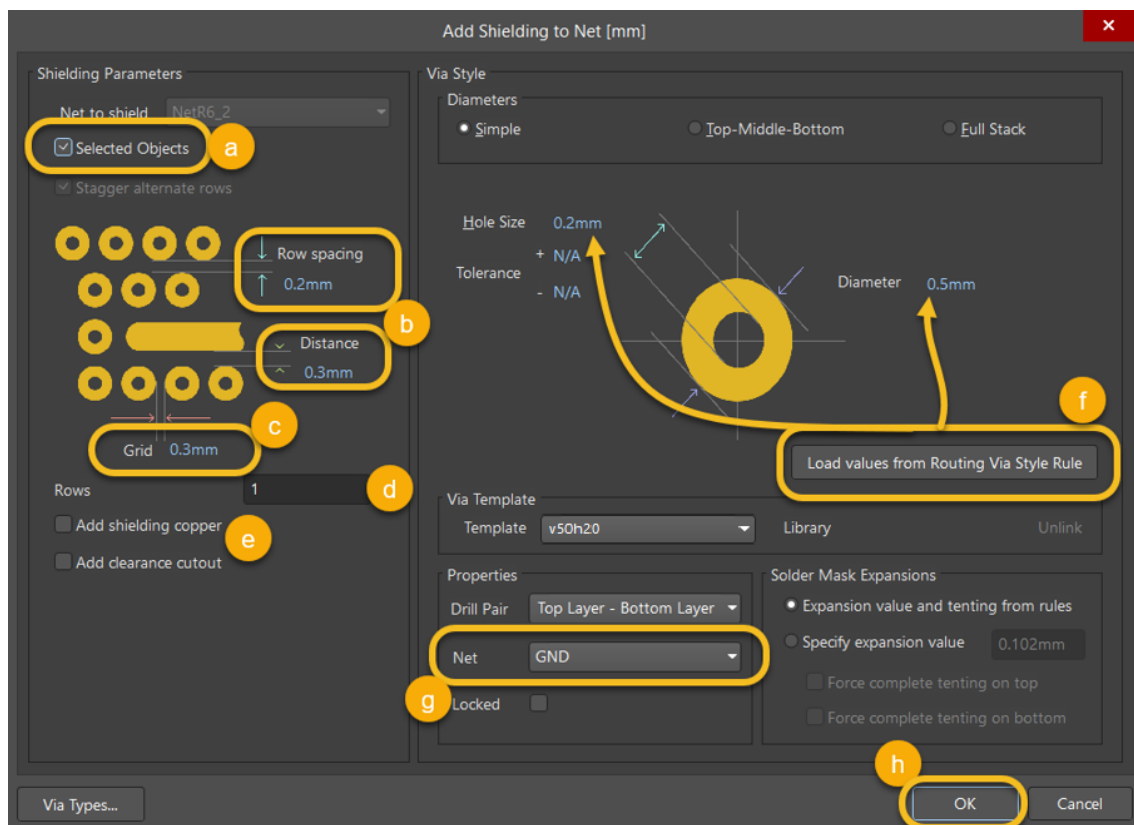 Add Shielding to Net [mm]
Shielding Parameters
Net to shield NetR6_2
Selected Objects
a
Stagger alternate rows
Row spacing
0.2mm
b
Distance
0.3mm
c
Grid 0.3mm
Rows 1
d
Add shielding copper
e
Add clearance cutout
Via Style
Diameters
Simple Top-Middle-Bottom Full Stack
Hole Size 0.2mm
Tolerance
+ N/A
- N/A
Diameter 0.5mm
f
Load values from Routing Via Style Rule
Via Template
Template v50h20 Library Unlink
Properties
Drill Pair Top Layer - Bottom Layer
Net GND
g
Locked
Solder Mask Expansions
Expansion value and tenting from rules
Specify expansion value 0.102mm
Force complete tenting on top
Force complete tenting on bottom
h
Via Types... OK Cancel